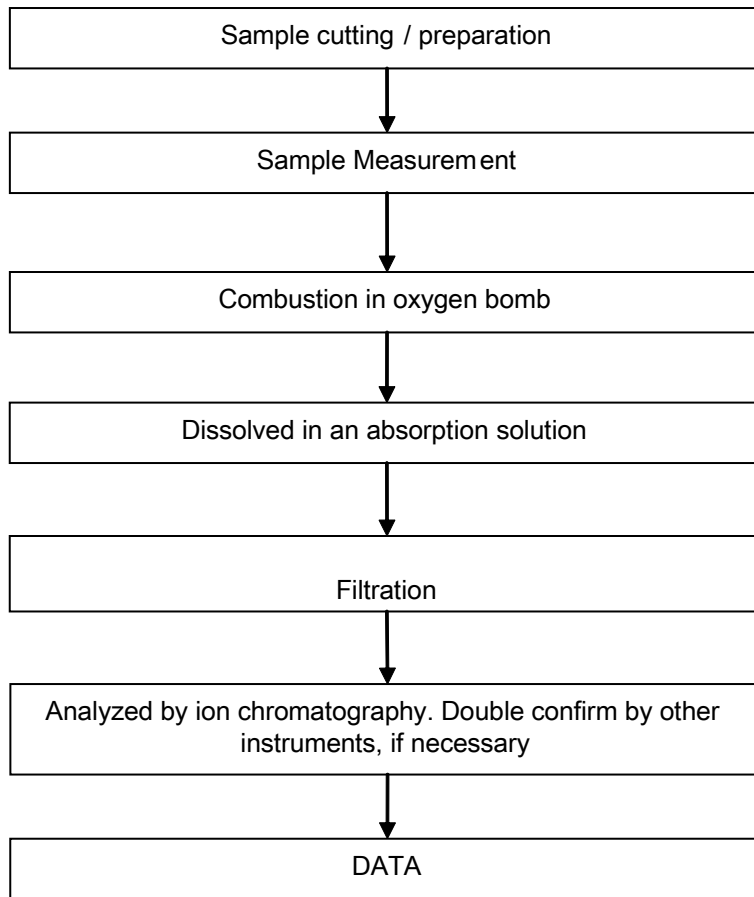 Sample cutting / preparation
Sample Measurement
Combustion in oxygen bomb
Dissolved in an absorption solution
Filtration
Analyzed by ion chromatography. Double confirm by other
instruments, if necessary
DATA